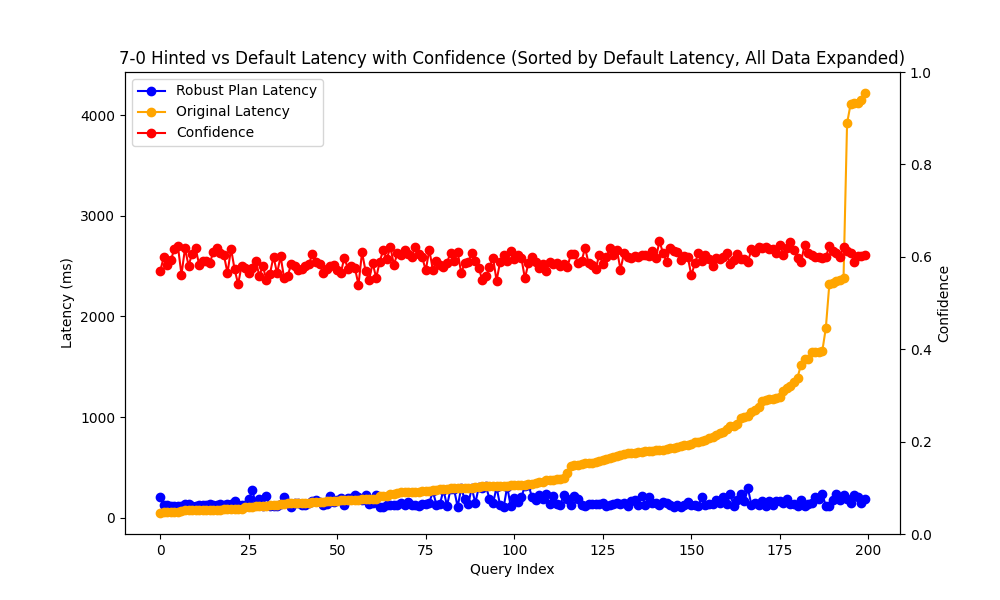 7-0 Hinted vs Default Latency with Confidence (Sorted by Default Latency, All Data Expanded)
Robust Plan Latency
Original Latency
Confidence
Latency (ms)
4000
3000
2000
1000
0
1.0
0.8
0.6
0.4
0.2
0.0
Confidence
0 25 50 75 100 125 150 175 200
Query Index